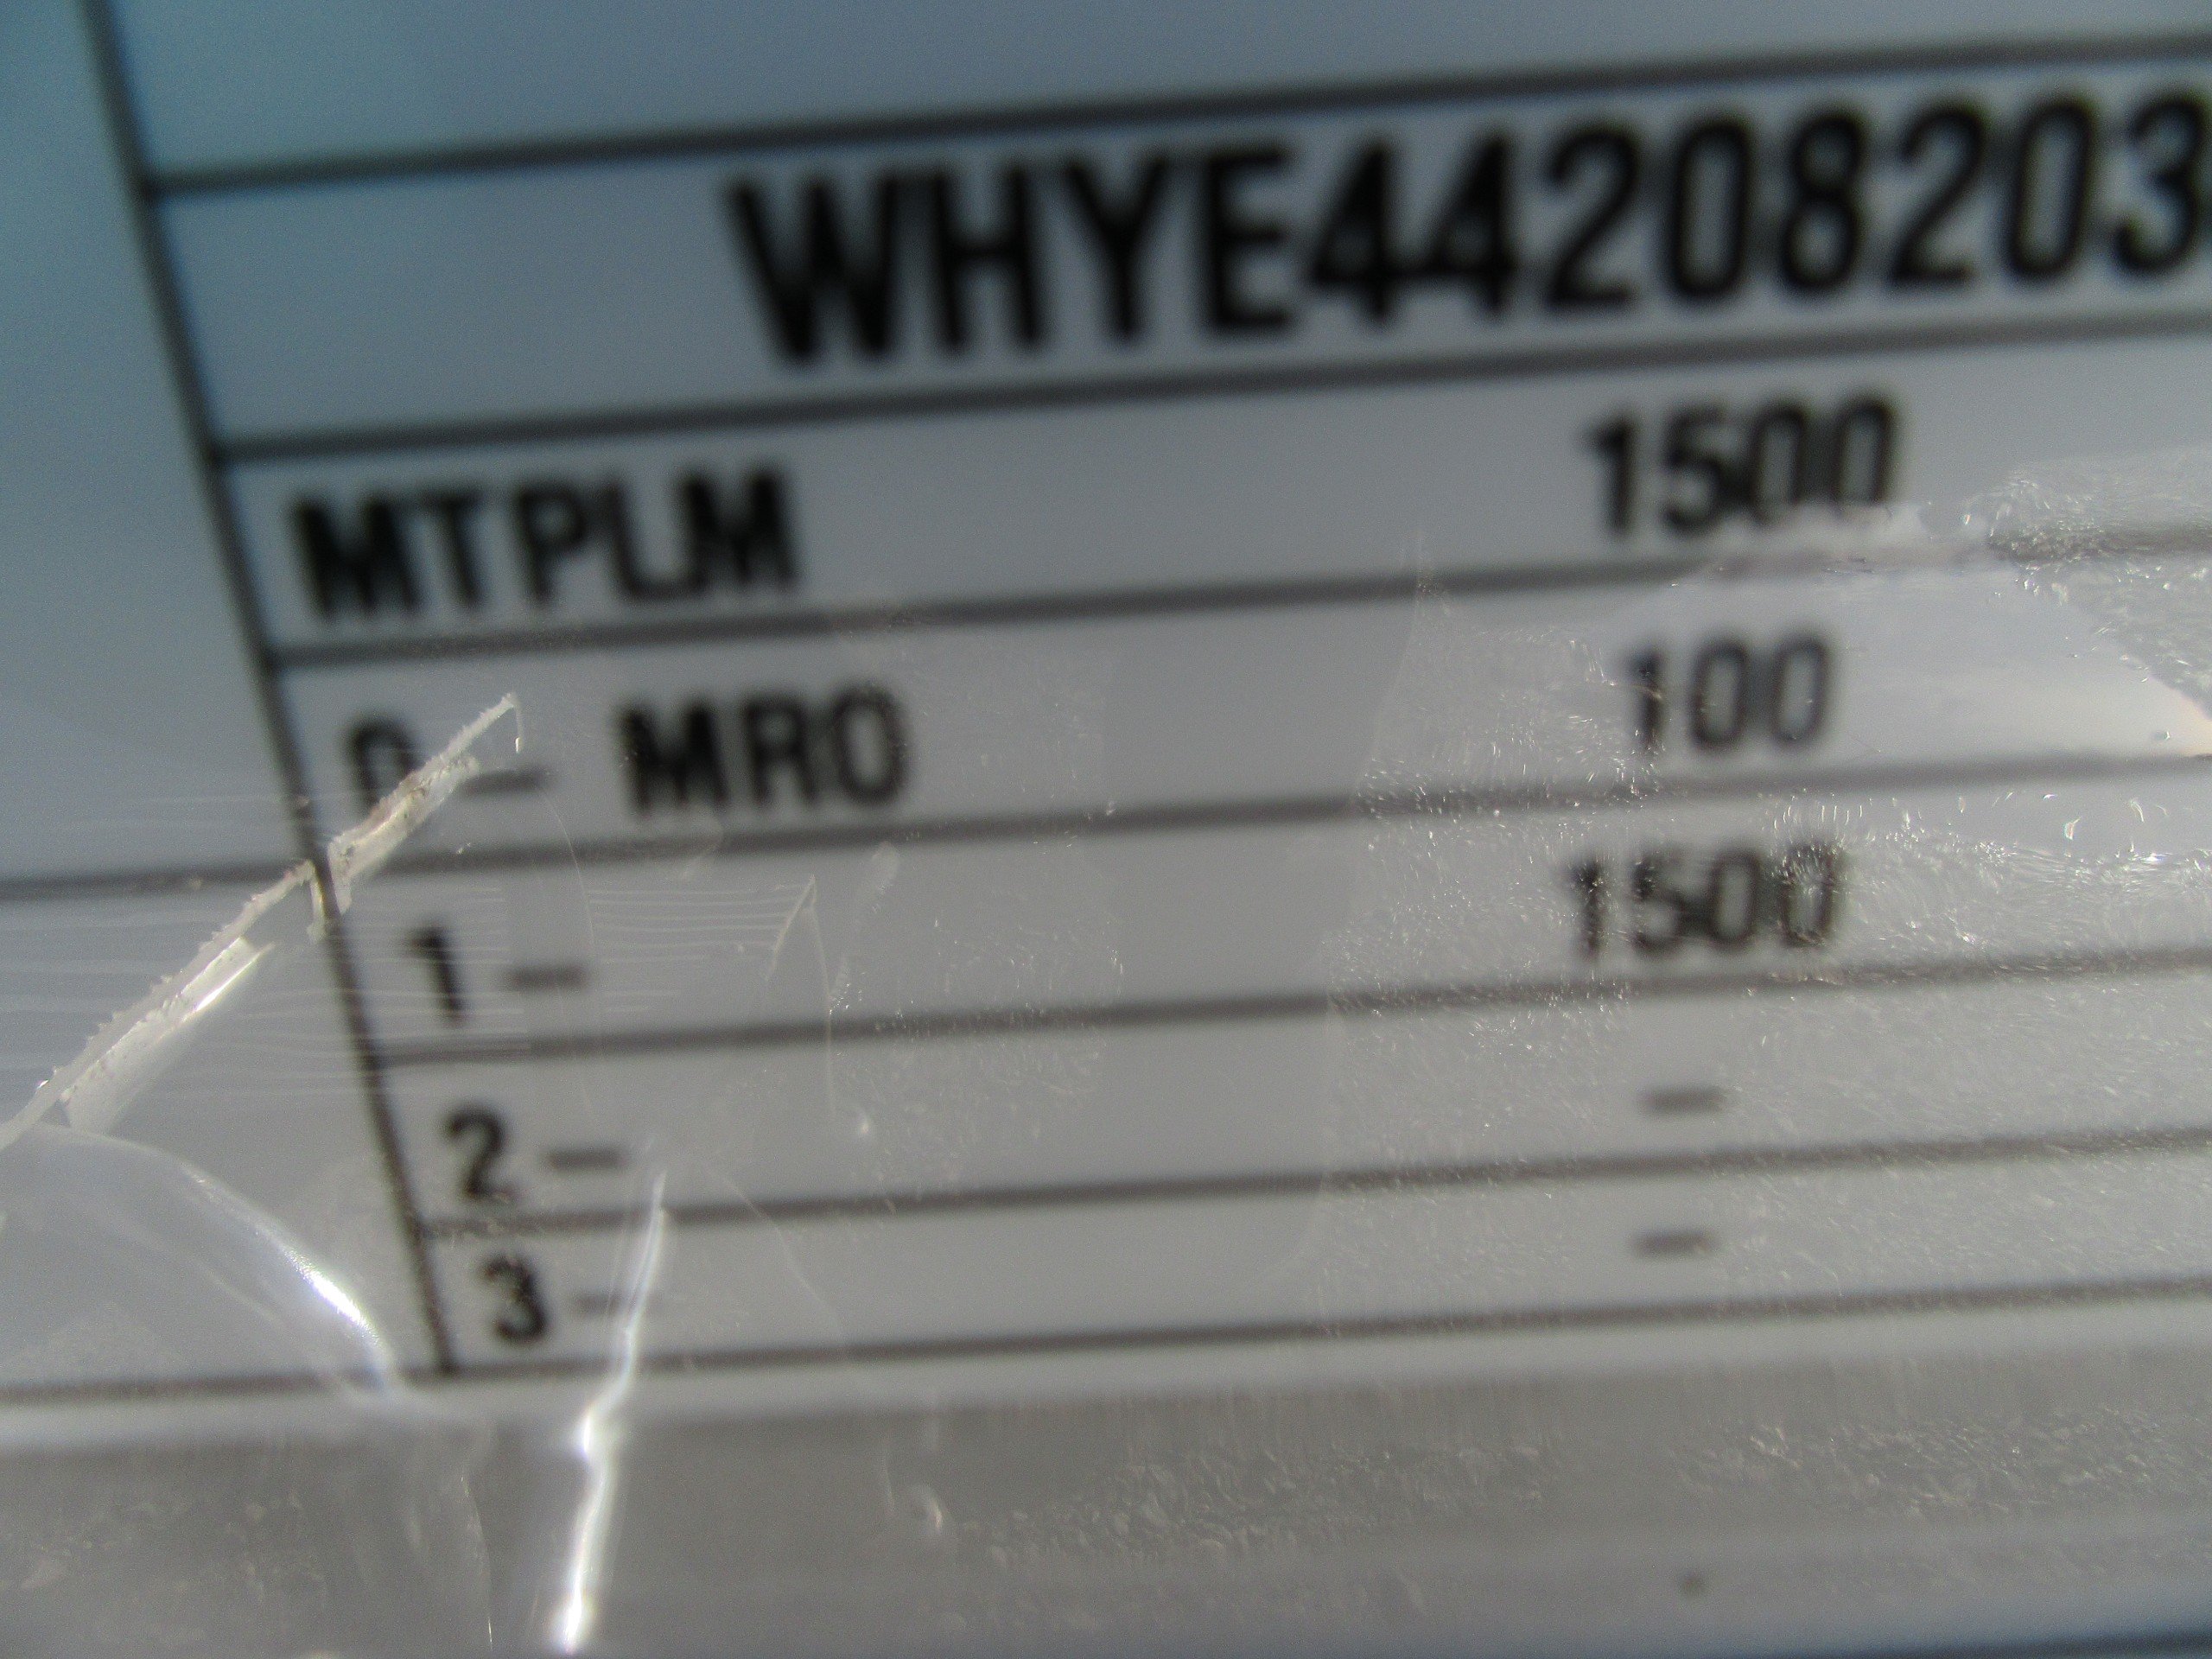 WHYE44208203
MTPLM 1500
0 - MRO 100
1 - 1500
2 - -
3 - -